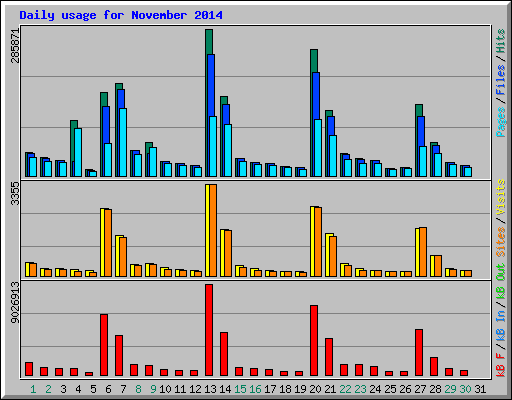 Daily usage for November 2014
285871
Pages / Files / Hits
3355
Sites / Visits
9026913
kB F / kB In / kB Out
1 2 3 4 5 6 7 8 9 10 11 12 13 14 15 16 17 18 19 20 21 22 23 24 25 26 27 28 29 30 31